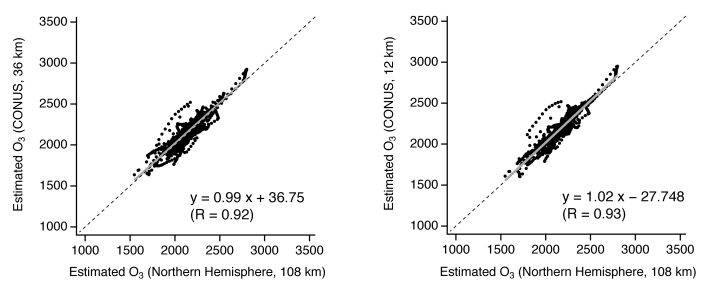 3500
3000
2500
2000
1500
1000
Estimated O3 (CONUS, 36 km)
y = 0.99 x + 36.75
(R = 0.92)
1000 1500 2000 2500 3000 3500
Estimated O3 (Northern Hemisphere, 108 km)
3500
3000
2500
2000
1500
1000
Estimated O3 (CONUS, 12 km)
y = 1.02 x − 27.748
(R = 0.93)
1000 1500 2000 2500 3000 3500
Estimated O3 (Northern Hemisphere, 108 km)